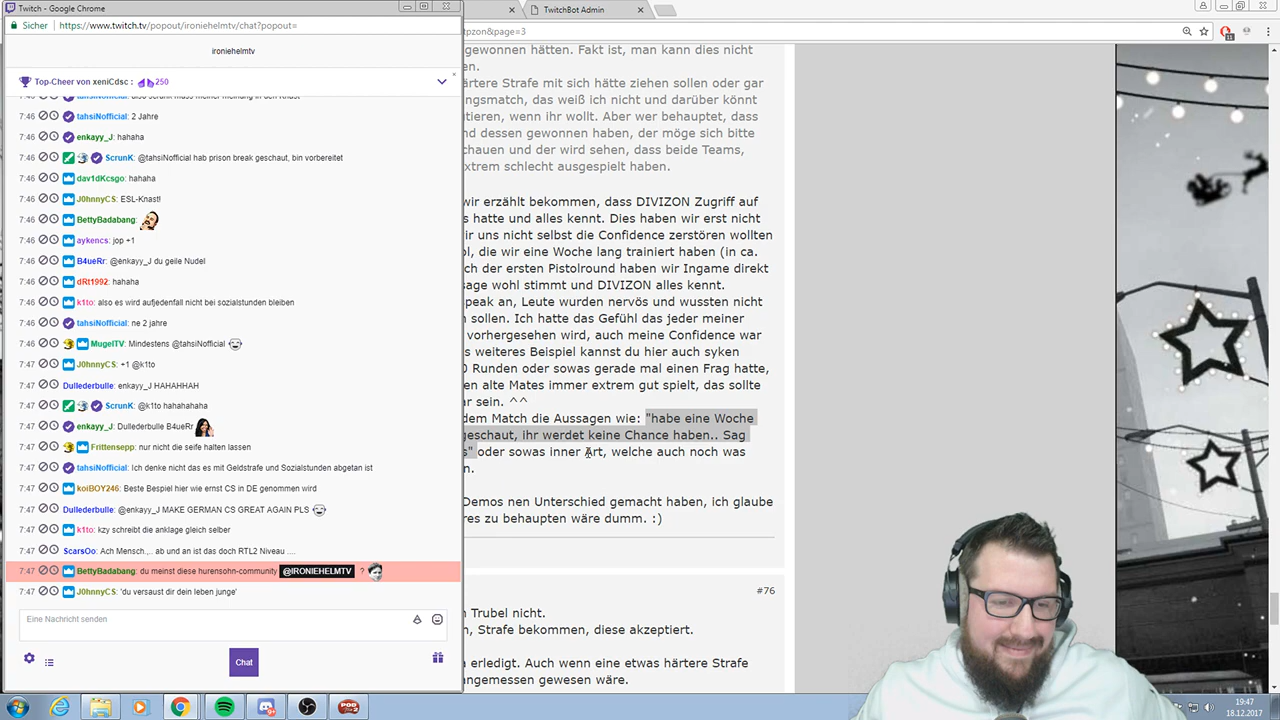 Twitch - Google Chrome
Sicher
https://www.twitch.tv/popout/ironiehelmtv/chat?popout=
ironiehelmtv
Top-Cheer von xeniCdsc : 250
7:46 tahsiNofficial: also scrunk muss meiner meinung in den Knast
7:46 tahsiNofficial: 2 Jahre
7:46 enkayy_J: hahaha
7:46 ScrunK: @tahsiNofficial hab prison break geschaut, bin vorbereitet
7:46 dav1dKcsgo: hahaha
7:46 J0hnnyCS: ESL-Knast!
7:46 BettyBadabang:
7:46 aykencs: jop +1
7:46 B4ueRr: @enkayy_J du geile Nudel
7:46 dRt1992: hahaha
7:46 k1to: also es wird aufjedenfall nicht bei sozialstunden bleiben
7:46 tahsiNofficial: ne 2 jahre
7:46 MugelTV: Mindestens @tahsiNofficial
7:47 J0hnnyCS: +1 @k1to
7:47 Dullederbulle: enkayy_J HAHAHHAH
7:47 ScrunK: @k1to hahahahaha
7:47 enkayy_J: Dullederbulle B4ueRr
7:47 Frittensepp: nur nicht die seife halten lassen
7:47 tahsiNofficial: Ich denke nicht das es mit Geldstrafe und Sozialstunden abgetan ist
7:47 koiBOY246: Beste Bespiel hier wie ernst CS in DE genommen wird
7:47 Dullederbulle: @enkayy_J MAKE GERMAN CS GREAT AGAIN PLS
7:47 k1to: kzy schreibt die anklage gleich selber
7:47 ScarsOo: Ach Mensch.,.. ab und an ist das doch RTL2 Niveau ....
7:47 BettyBadabang: du meinst diese hurensohn-community @IRONIEHELMTV ?
7:47 J0hnnyCS: 'du versaust dir dein leben junge'
Eine Nachricht senden
Chat
TwitchBot Admin
tpzon&page=3
11
gewonnen hätten. Fakt ist, man kann dies nicht
en.
ärtere Strafe mit sich hätte ziehen sollen oder gar
ngsmatch, das weiß ich nicht und darüber könnt
utieren, wenn ihr wollt. Aber wer behauptet, dass
nd dessen gewonnen haben, der möge sich bitte
chauen und der wird sehen, dass beide Teams,
extrem schlecht ausgespielt haben.
wir erzählt bekommen, dass DIVIZON Zugriff auf
s hatte und alles kennt. Dies haben wir erst nicht
ir uns nicht selbst die Confidence zerstören wollten
ol, die wir eine Woche lang trainiert haben (in ca.
ch der ersten Pistolround haben wir Ingame direkt
sage wohl stimmt und DIVIZON alles kennt.
speak an, Leute wurden nervös und wussten nicht
n sollen. Ich hatte das Gefühl das jeder meiner
vorhergesehen wird, auch meine Confidence war
s weiteres Beispiel kannst du hier auch syken
0 Runden oder sowas gerade mal einen Frag hatte,
en alte Mates immer extrem gut spielt, das sollte
ar sein. ^^
dem Match die Aussagen wie: "habe eine Woche
geschaut, ihr werdet keine Chance haben.. Sag
s" oder sowas inner Art, welche auch noch was
n.
Demos nen Unterschied gemacht haben, ich glaube
res zu behaupten wäre dumm. :)
#76
n Trubel nicht.
n, Strafe bekommen, diese akzeptiert.
n erledigt. Auch wenn eine etwas härtere Strafe
angemessen gewesen wäre.
POD
19:47
18.12.2017